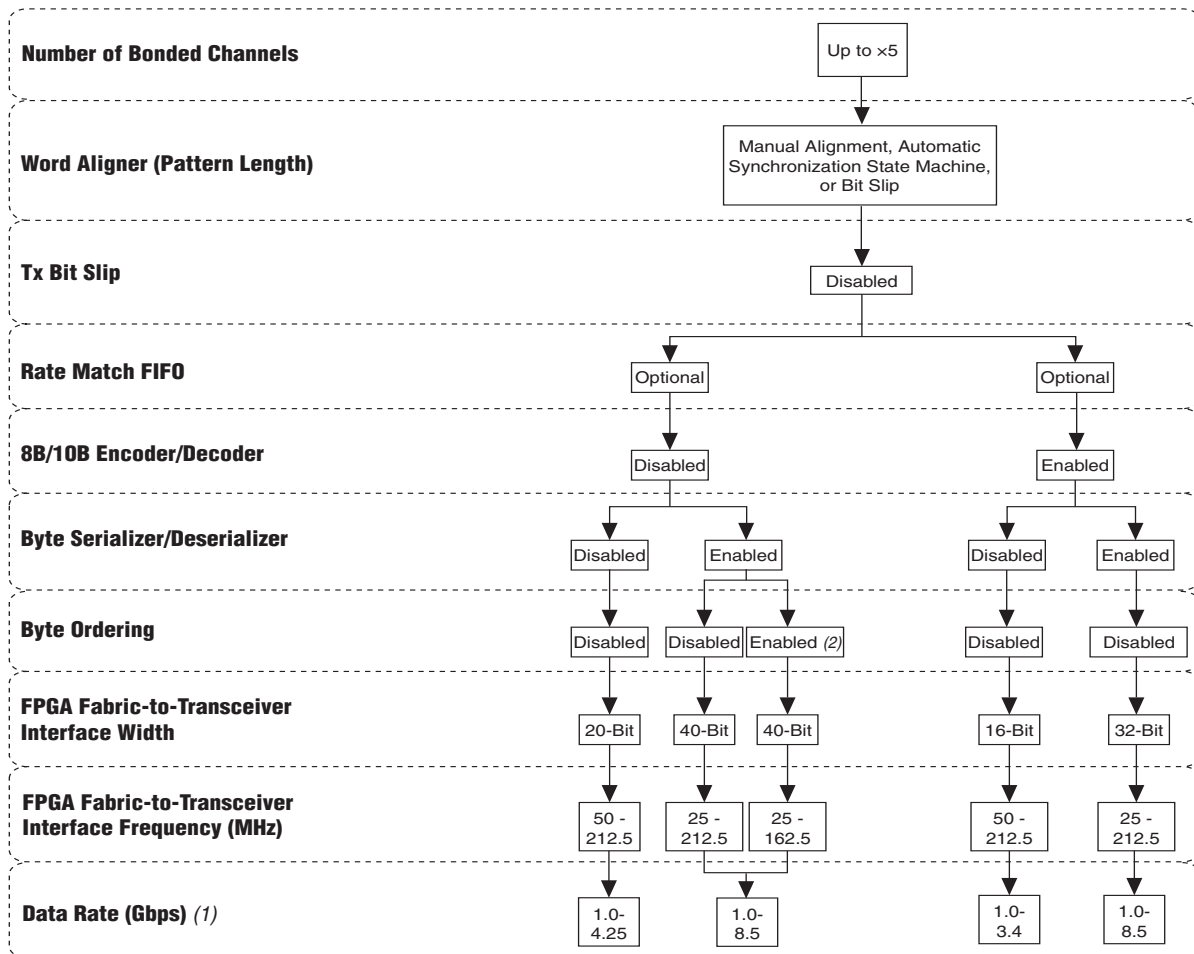 Number of Bonded Channels
Up to ×5
Word Aligner (Pattern Length)
Manual Alignment, Automatic
Synchronization State Machine,
or Bit Slip
Tx Bit Slip
Disabled
Rate Match FIFO
Optional
Optional
8B/10B Encoder/Decoder
Disabled
Enabled
Byte Serializer/Deserializer
Disabled
Enabled
Disabled
Enabled
Byte Ordering
Disabled
Disabled
Enabled (2)
Disabled
Disabled
FPGA Fabric-to-Transceiver
Interface Width
20-Bit
40-Bit
40-Bit
16-Bit
32-Bit
FPGA Fabric-to-Transceiver
Interface Frequency (MHz)
50 -
212.5
25 -
212.5
25 -
162.5
50 -
212.5
25 -
212.5
Data Rate (Gbps) (1)
1.0-
4.25
1.0-
8.5
1.0-
3.4
1.0-
8.5